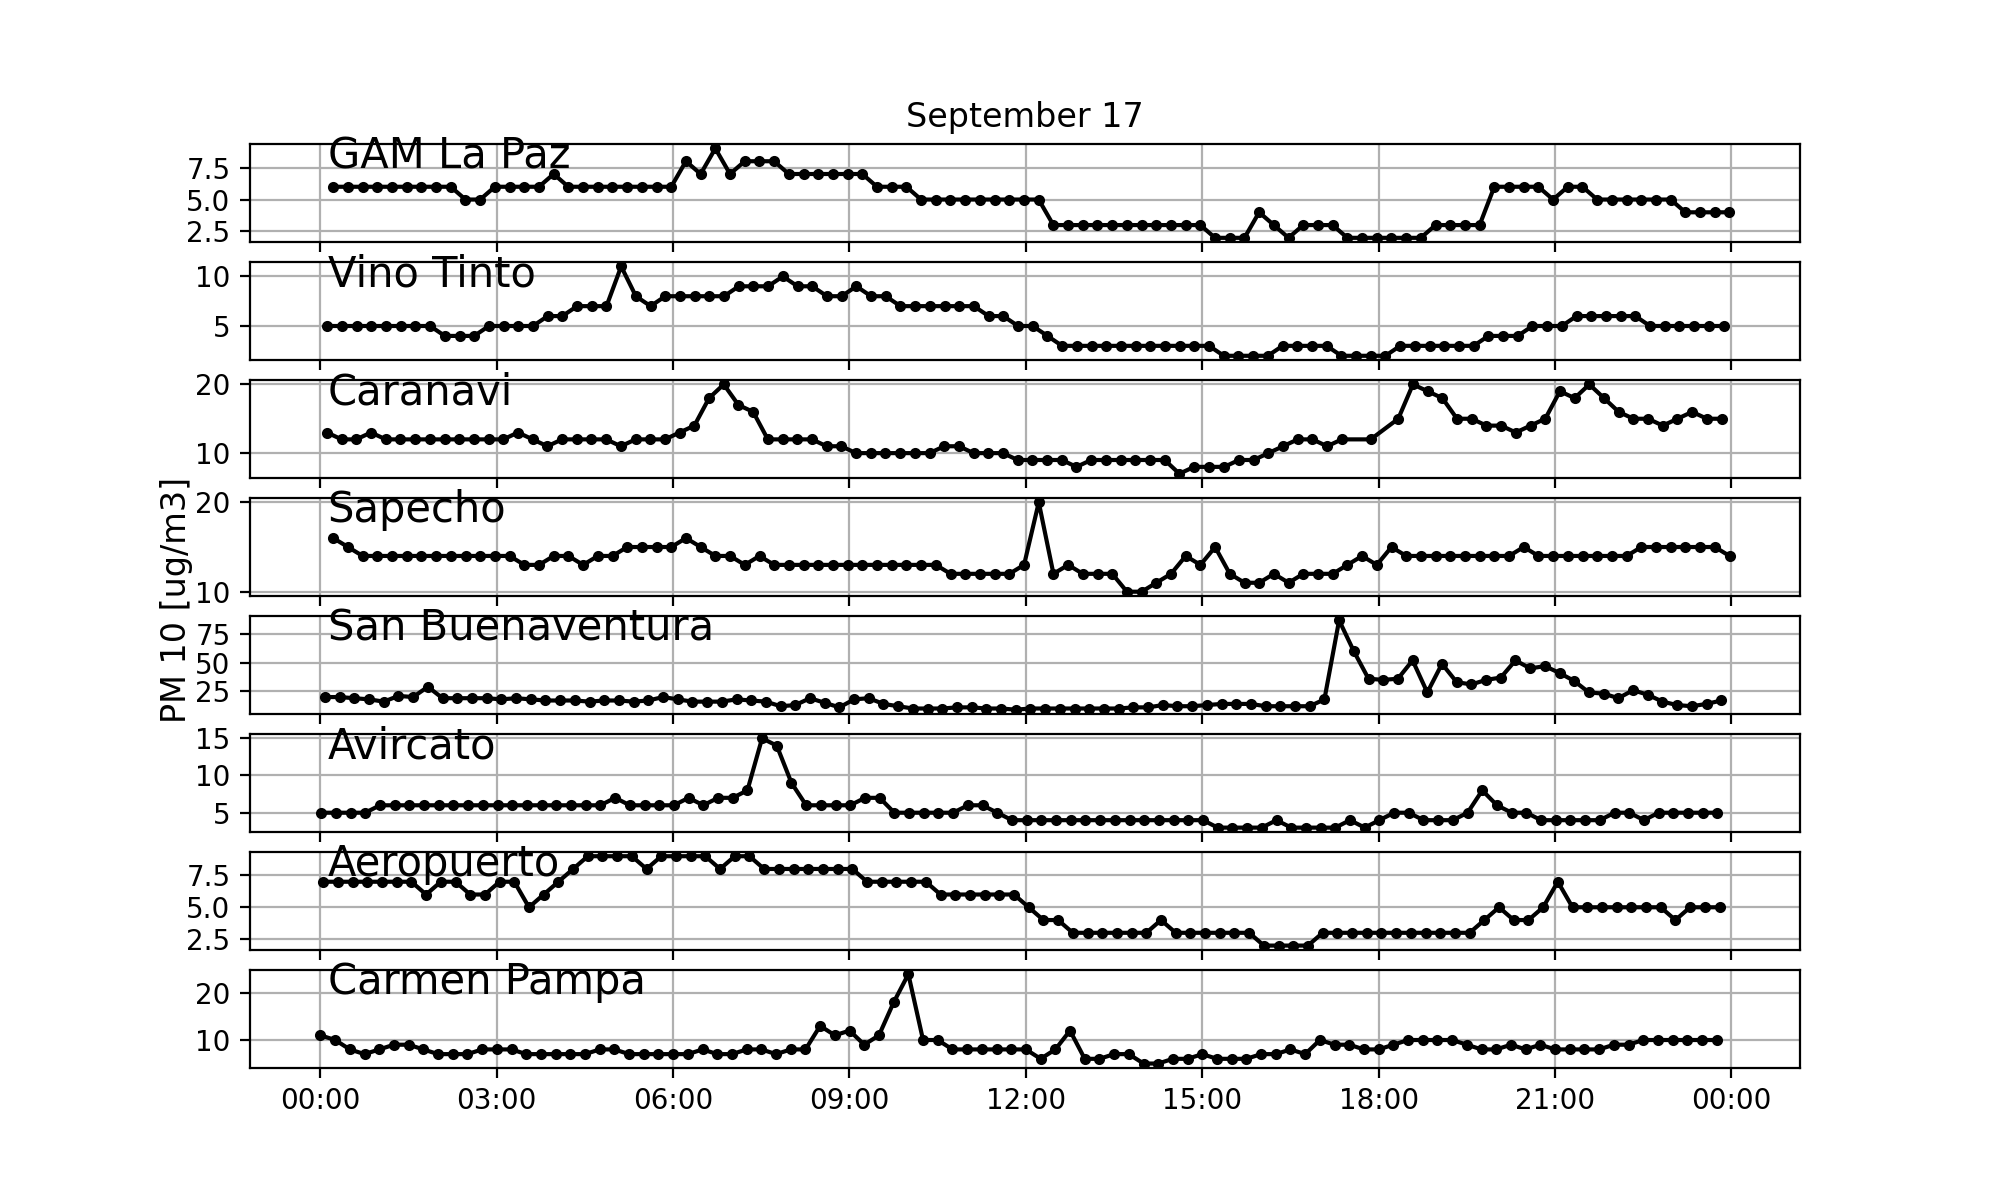 September 17
PM 10 [ug/m3]
GAM La Paz
7.5
5.0
2.5
Vino Tinto
10
5
Caranavi
20
10
Sapecho
20
10
San Buenaventura
75
50
25
Avircato
15
10
5
Aeropuerto
7.5
5.0
2.5
Carmen Pampa
20
10
00:00 03:00 06:00 09:00 12:00 15:00 18:00 21:00 00:00